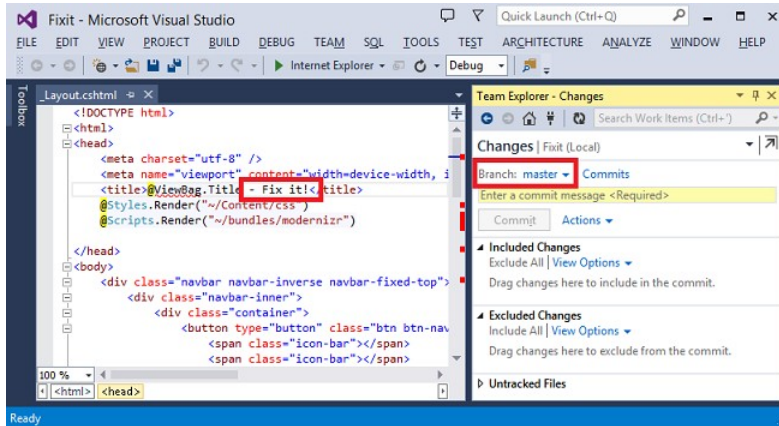 Fixit - Microsoft Visual Studio
Quick Launch (Ctrl+Q)
FILE EDIT VIEW PROJECT BUILD DEBUG TEAM SQL TOOLS TEST ARCHITECTURE ANALYZE WINDOW HELP
Internet Explorer Debug
Toolbox
_Layout.cshtml
<!DOCTYPE html>
<html>
<head>
<meta charset="utf-8" />
<meta name="viewport" content="width=device-width, i
<title>@ViewBag.Title - Fix it!</title>
@Styles.Render("~/Content/css")
@Scripts.Render("~/bundles/modernizr")
</head>
<body>
<div class="navbar navbar-inverse navbar-fixed-top">
<div class="navbar-inner">
<div class="container">
<button type="button" class="btn btn-nav
<span class="icon-bar"></span>
<span class="icon-bar"></span>
100 %
<html> <head>
Team Explorer - Changes
Search Work Items (Ctrl+')
Changes | Fixit (Local)
Branch: master Commits
Enter a commit message <Required>
Commit Actions
Included Changes
Exclude All | View Options
Drag changes here to include in the commit.
Excluded Changes
Include All | View Options
Drag changes here to exclude from the commit.
Untracked Files
Ready